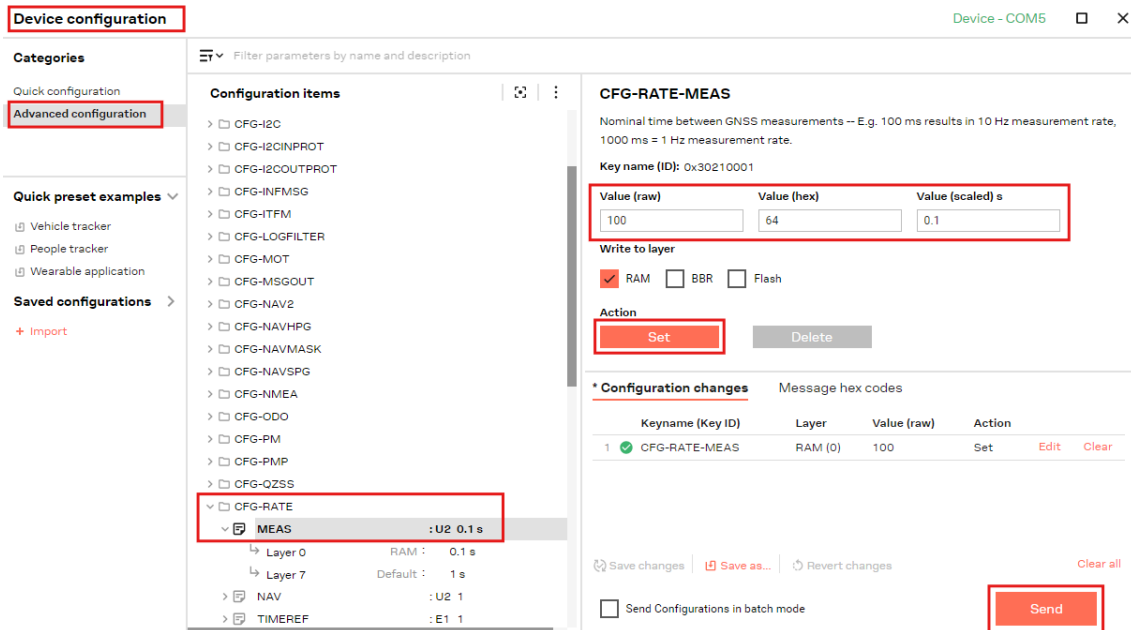 Device configuration
Device - COM5
Categories
Quick configuration
Advanced configuration
Quick preset examples
Vehicle tracker
People tracker
Wearable application
Saved configurations
+ Import
Filter parameters by name and description
Configuration items
CFG-I2C
CFG-I2CINPROT
CFG-I2COUTPROT
CFG-INFMSG
CFG-ITFM
CFG-LOGFILTER
CFG-MOT
CFG-MSGOUT
CFG-NAV2
CFG-NAVHPG
CFG-NAVMASK
CFG-NAVSPG
CFG-NMEA
CFG-ODO
CFG-PM
CFG-PMP
CFG-QZSS
CFG-RATE
MEAS : U2 0.1 s
Layer 0 RAM : 0.1 s
Layer 7 Default : 1 s
NAV : U2 1
TIMEREF : E1 1
CFG-RATE-MEAS
Nominal time between GNSS measurements -- E.g. 100 ms results in 10 Hz measurement rate,
1000 ms = 1 Hz measurement rate.
Key name (ID): 0x30210001
Value (raw) Value (hex) Value (scaled) s
100 64 0.1
Write to layer
RAM BBR Flash
Action
Set Delete
* Configuration changes Message hex codes
Keyname (Key ID) Layer Value (raw) Action
1 CFG-RATE-MEAS RAM (0) 100 Set Edit Clear
Save changes Save as... Revert changes Clear all
Send Configurations in batch mode Send